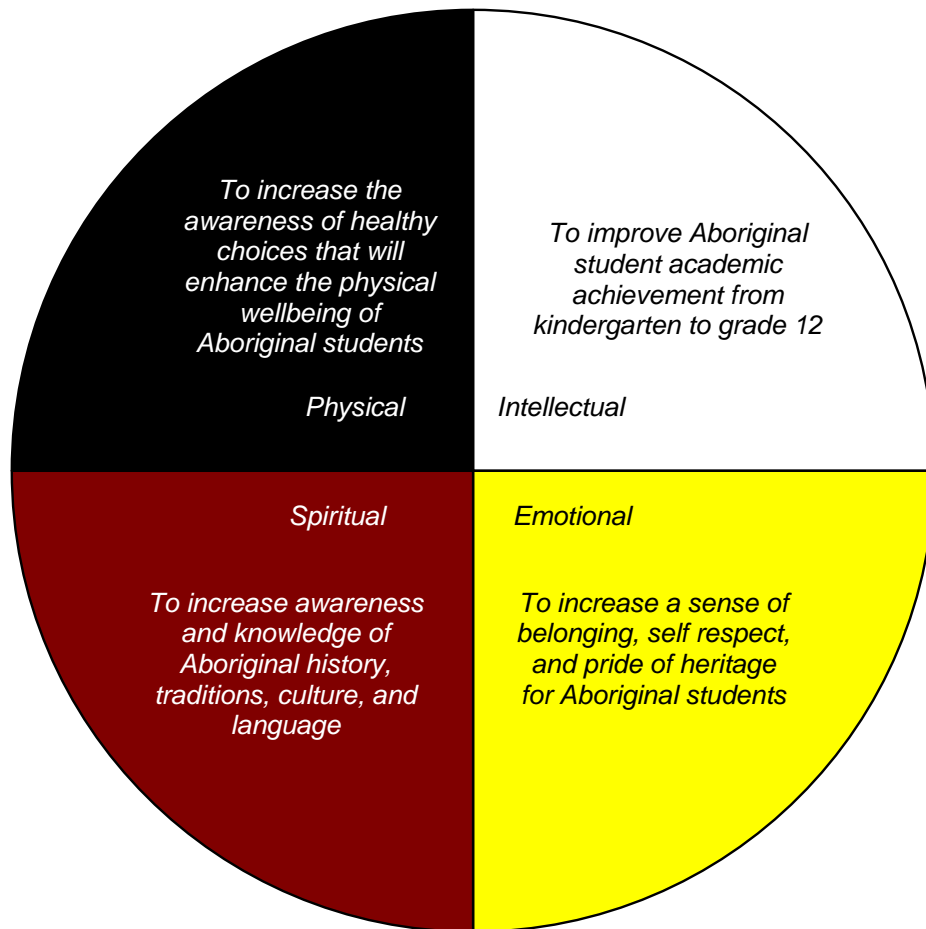 To increase the
awareness of healthy
choices that will
enhance the physical
wellbeing of
Aboriginal students
Physical
To improve Aboriginal
student academic
achievement from
kindergarten to grade 12
Intellectual
Spiritual
To increase awareness
and knowledge of
Aboriginal history,
traditions, culture, and
language
Emotional
To increase a sense of
belonging, self respect,
and pride of heritage
for Aboriginal students